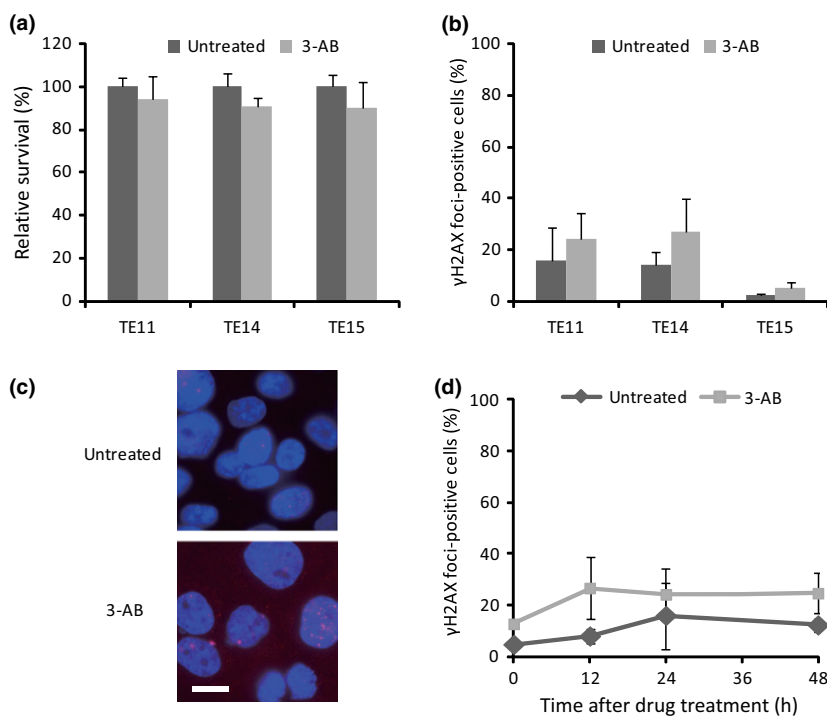 (a)
Untreated 3-AB
Relative survival (%)
120
100
80
60
40
20
0
TE11 TE14 TE15
(b)
Untreated 3-AB
γH2AX foci-positive cells (%)
100
80
60
40
20
0
TE11 TE14 TE15
(c)
Untreated
3-AB
(d)
Untreated 3-AB
γH2AX foci-positive cells (%)
100
80
60
40
20
0
0 12 24 36 48
Time after drug treatment (h)